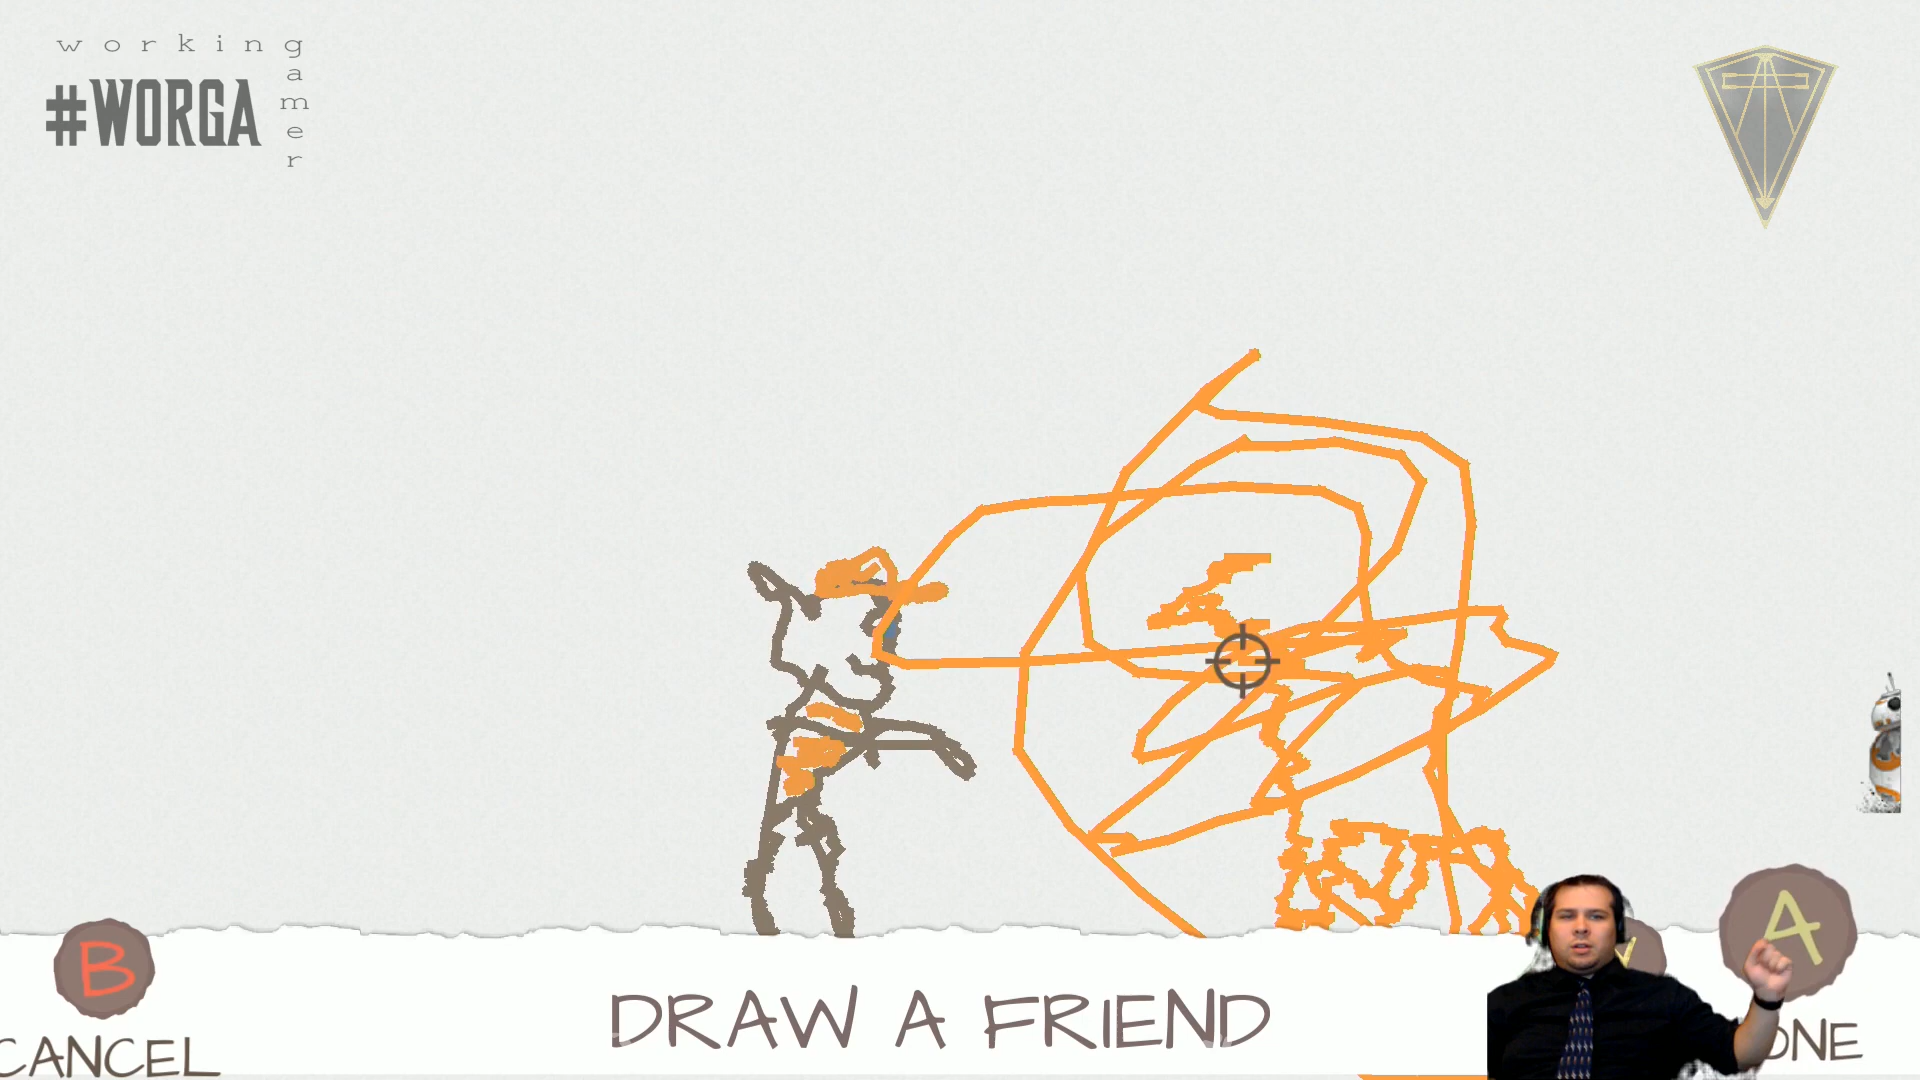 working
gamer
#WORGA
B
CANCEL
DRAW A FRIEND
A